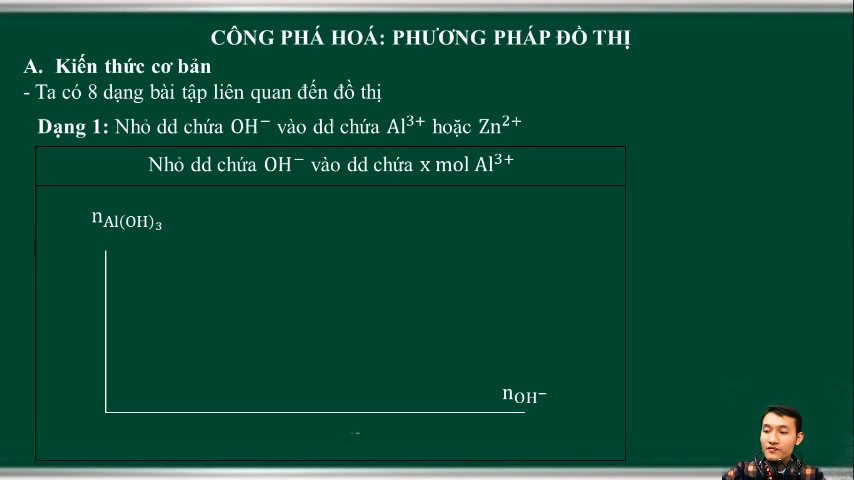 CÔNG PHÁ HOÁ: PHƯƠNG PHÁP ĐỒ THỊ
A. Kiến thức cơ bản
- Ta có 8 dạng bài tập liên quan đến đồ thị
Dạng 1: Nhỏ dd chứa OH⁻ vào dd chứa Al³⁺ hoặc Zn²⁺
Nhỏ dd chứa OH⁻ vào dd chứa x mol Al³⁺
n_Al(OH)₃
n_OH⁻